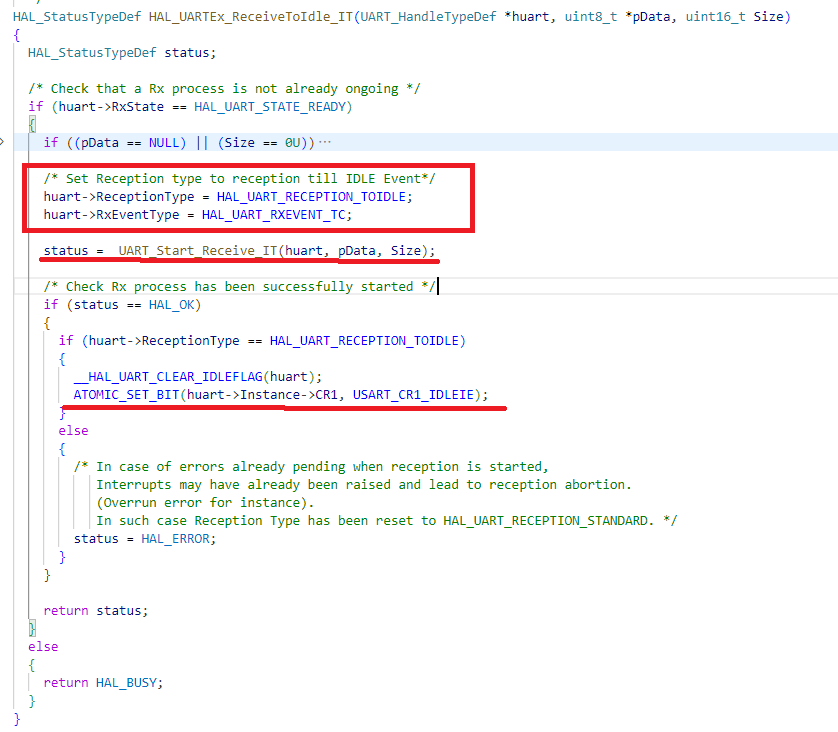 HAL_StatusTypeDef HAL_UARTEx_ReceiveToIdle_IT(UART_HandleTypeDef *huart, uint8_t *pData, uint16_t Size)
{
  HAL_StatusTypeDef status;

  /* Check that a Rx process is not already ongoing */
  if (huart->RxState == HAL_UART_STATE_READY)
  {
    if ((pData == NULL) || (Size == 0U))···

    /* Set Reception type to reception till IDLE Event*/
    huart->ReceptionType = HAL_UART_RECEPTION_TOIDLE;
    huart->RxEventType = HAL_UART_RXEVENT_TC;

    status =  UART_Start_Receive_IT(huart, pData, Size);

    /* Check Rx process has been successfully started */
    if (status == HAL_OK)
    {
      if (huart->ReceptionType == HAL_UART_RECEPTION_TOIDLE)
      {
        __HAL_UART_CLEAR_IDLEFLAG(huart);
        ATOMIC_SET_BIT(huart->Instance->CR1, USART_CR1_IDLEIE);
      }
      else
      {
        /* In case of errors already pending when reception is started,
           Interrupts may have already been raised and lead to reception abortion.
           (Overrun error for instance).
           In such case Reception Type has been reset to HAL_UART_RECEPTION_STANDARD. */
        status = HAL_ERROR;
      }
    }

    return status;
  }
  else
  {
    return HAL_BUSY;
  }
}